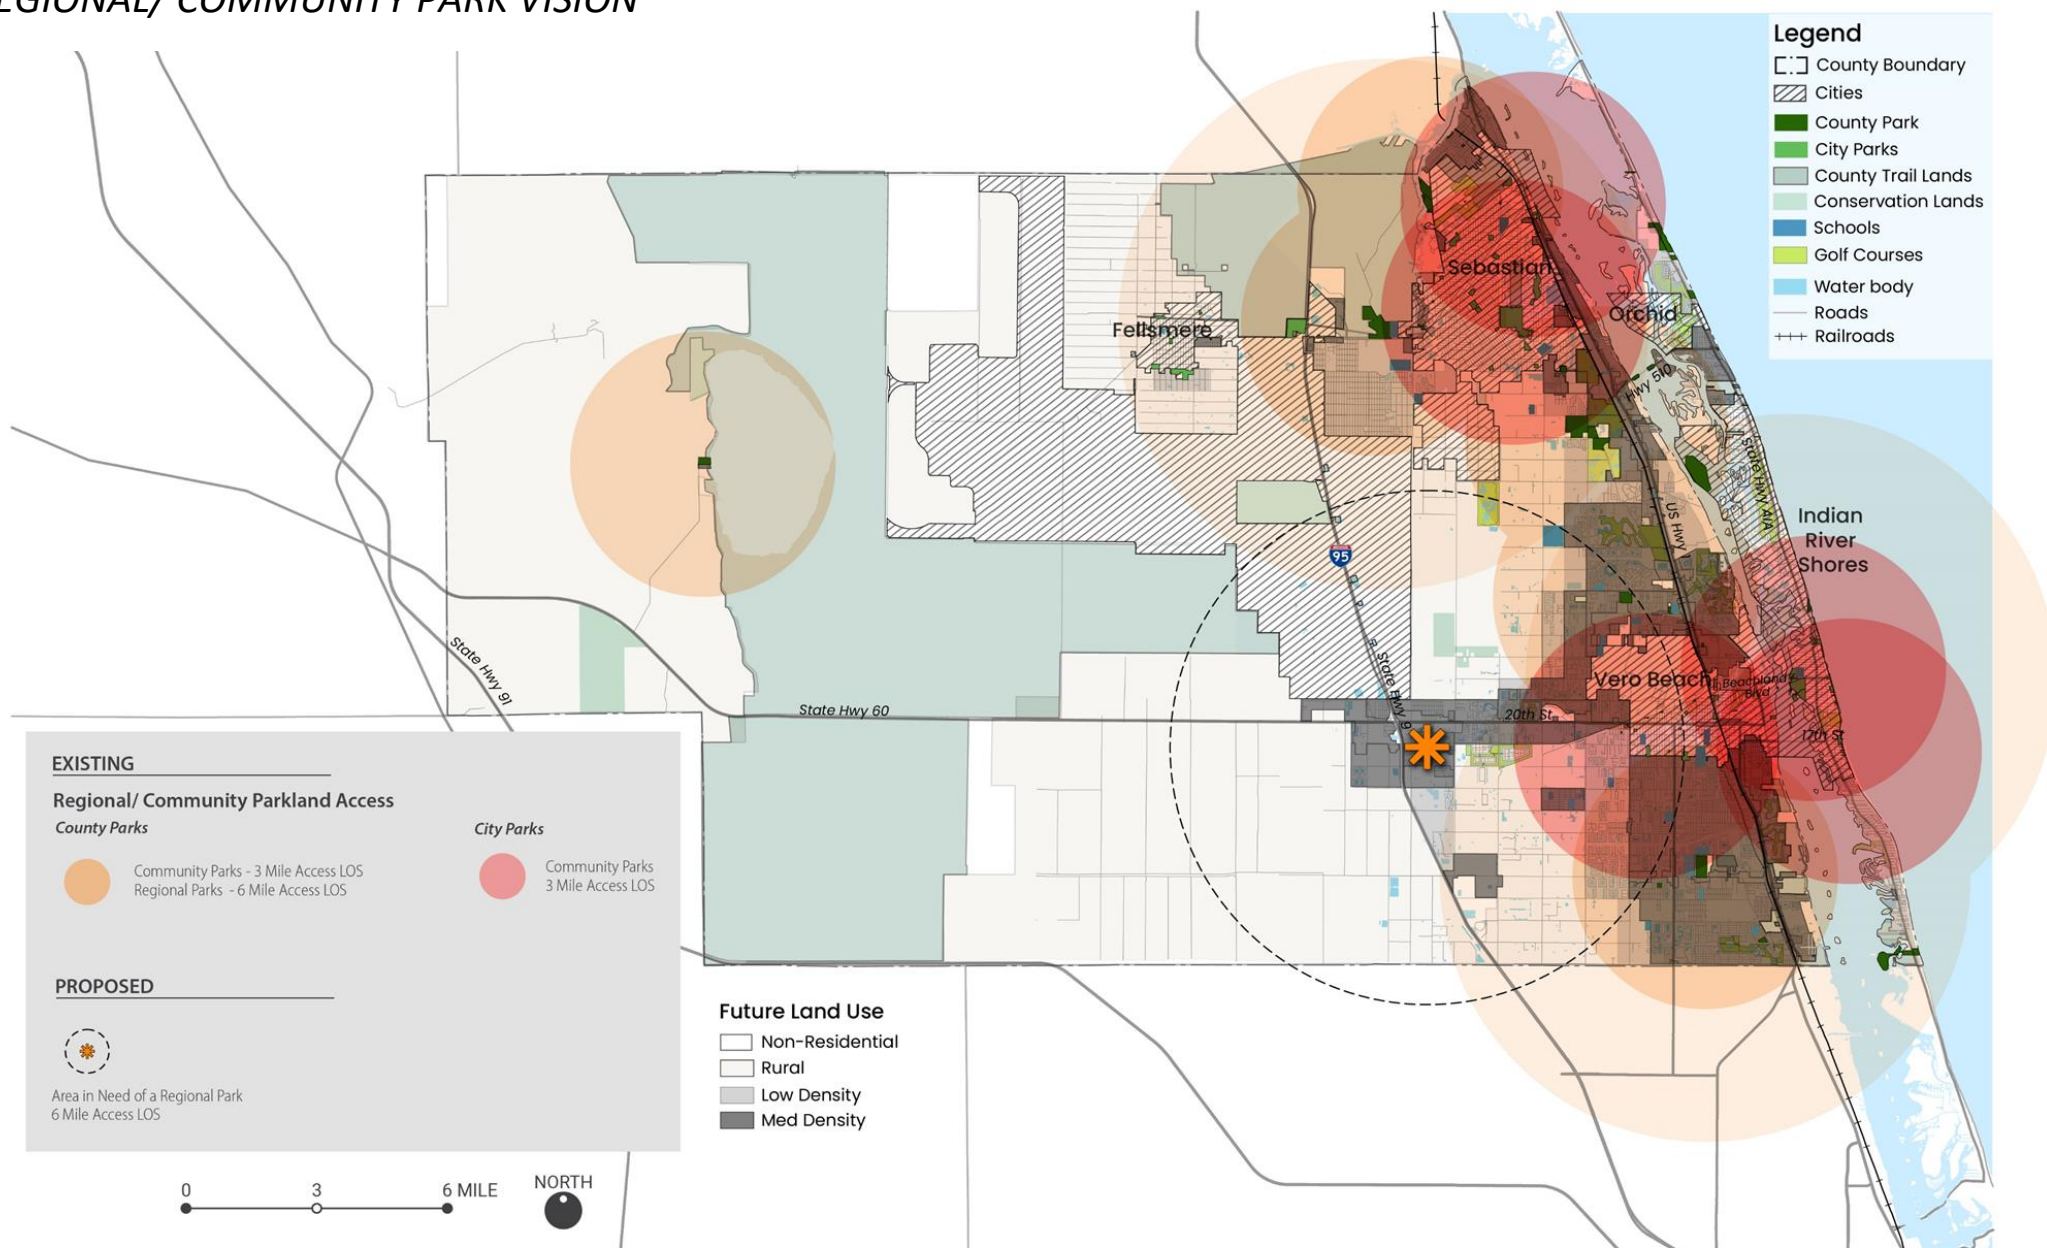 EGIONAL/ COMMUNITY PARK VISION
Legend
County Boundary
Cities
County Park
City Parks
County Trail Lands
Conservation Lands
Schools
Golf Courses
Water body
Roads
Railroads
Sebastian
Fellsmere
Orchid
Hwy 510
State Hwy A1A
US Hwy 1
Indian
River
Shores
95
State Hwy 9
Vero Beach
Beachland
Blvd
20th St
17th St
State Hwy 91
State Hwy 60
EXISTING
Regional/ Community Parkland Access
County Parks
City Parks
Community Parks - 3 Mile Access LOS
Regional Parks - 6 Mile Access LOS
Community Parks
3 Mile Access LOS
PROPOSED
Area in Need of a Regional Park
6 Mile Access LOS
Future Land Use
Non-Residential
Rural
Low Density
Med Density
0 3 6 MILE
NORTH